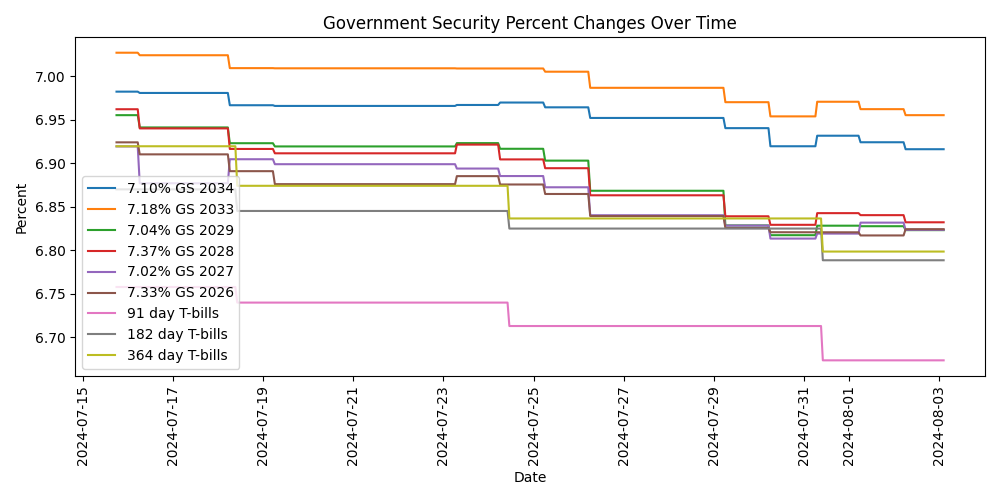 Government Security Percent Changes Over Time
Percent
7.00
6.95
6.90
6.85
6.80
6.75
6.70
7.10% GS 2034
7.18% GS 2033
7.04% GS 2029
7.37% GS 2028
7.02% GS 2027
7.33% GS 2026
91 day T-bills
182 day T-bills
364 day T-bills
2024-07-15
2024-07-17
2024-07-19
2024-07-21
2024-07-23
2024-07-25
2024-07-27
2024-07-29
2024-07-31
2024-08-01
2024-08-03
Date